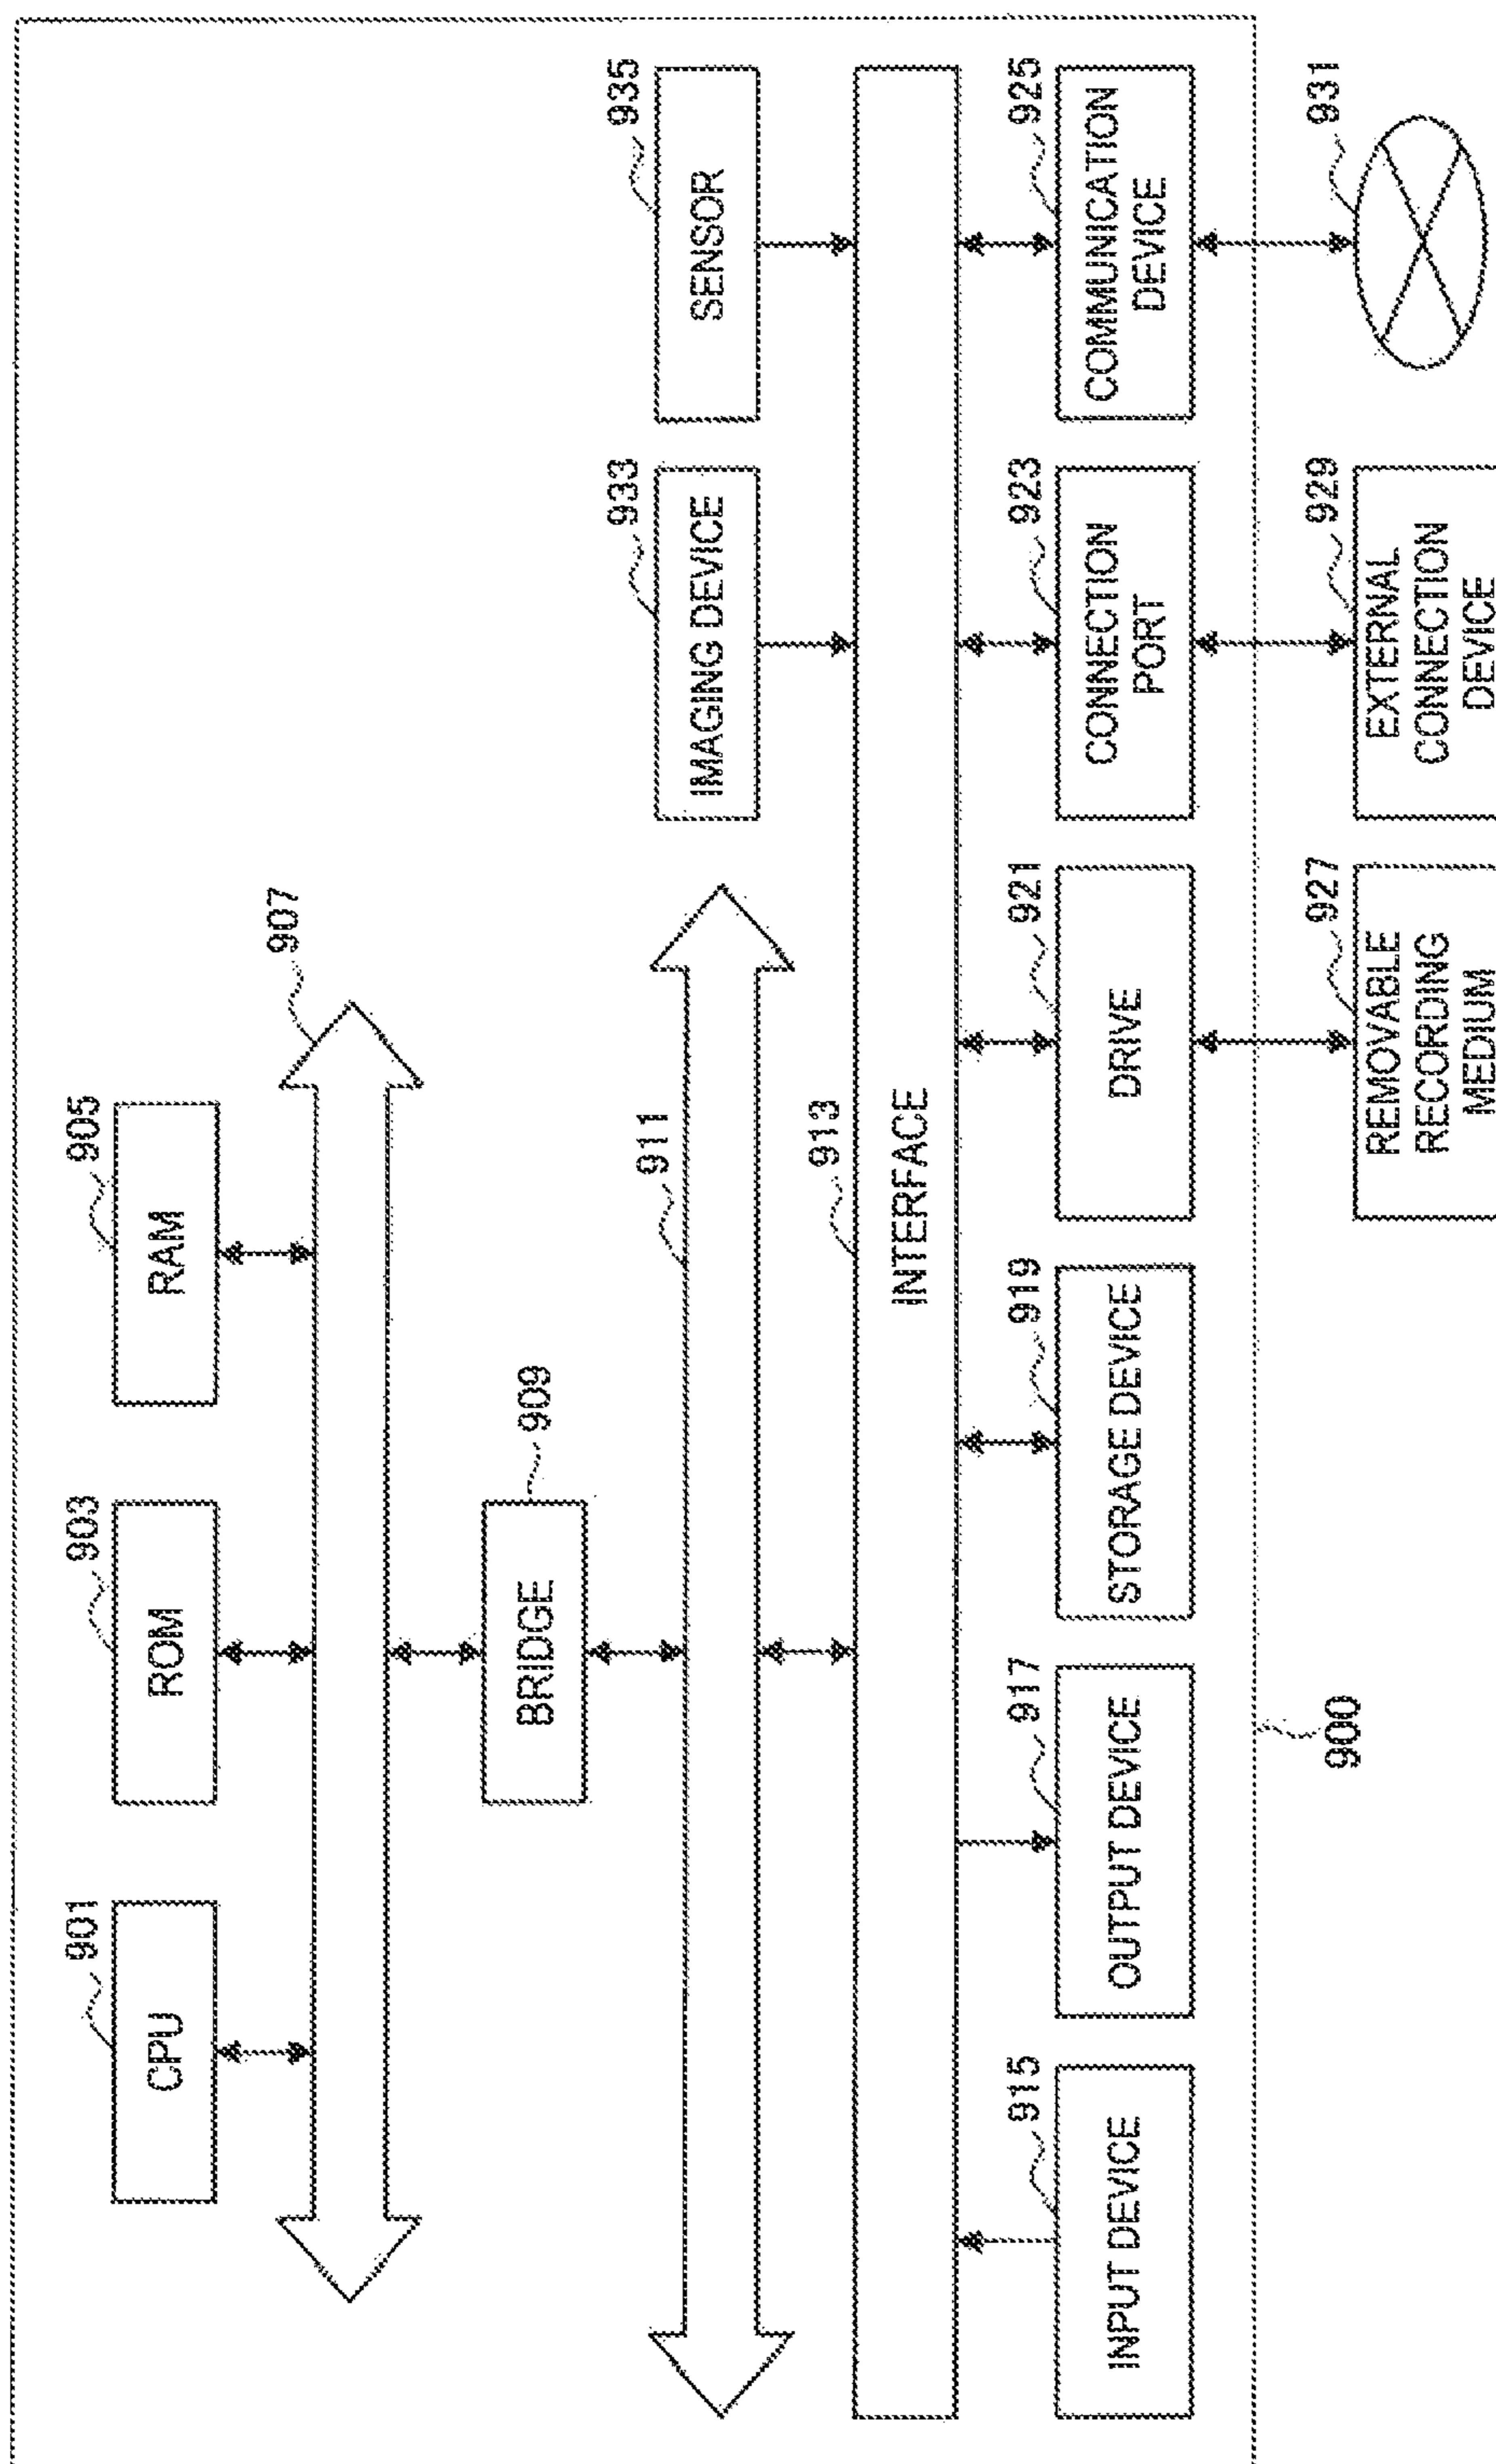 901
CPU
903
ROM
905
RAM
907
909
BRIDGE
911
933
IMAGING DEVICE
935
SENSOR
913
INTERFACE
915
INPUT DEVICE
917
OUTPUT DEVICE
919
STORAGE DEVICE
921
DRIVE
923
CONNECTION
PORT
925
COMMUNICATION
DEVICE
900
927
REMOVABLE
RECORDING
MEDIUM
929
EXTERNAL
CONNECTION
DEVICE
931